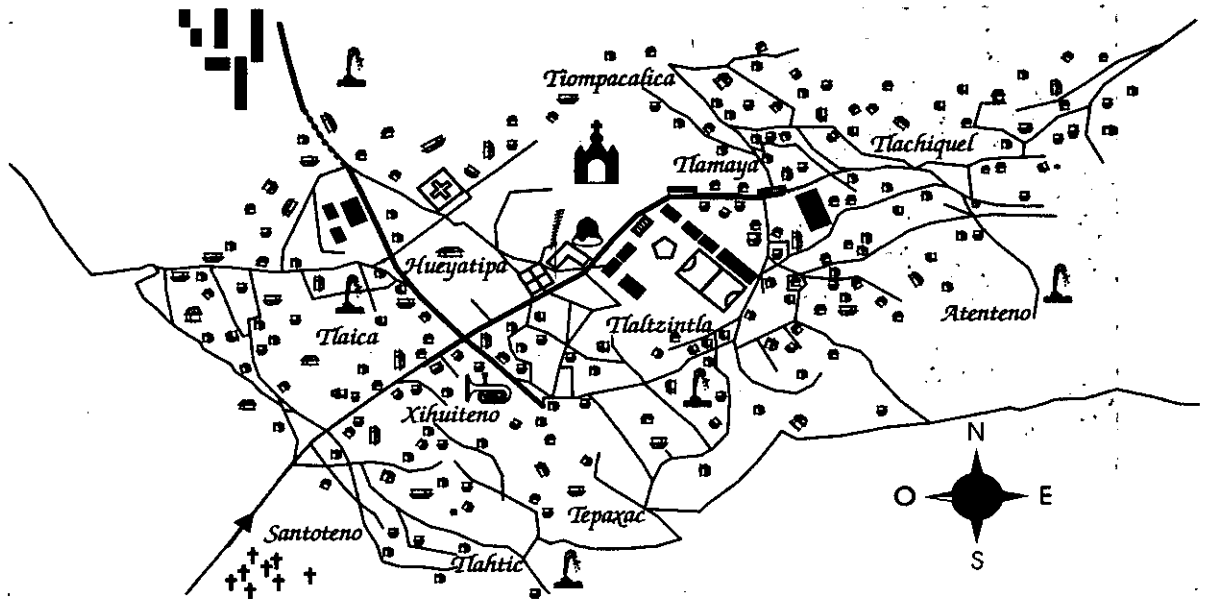 Tiompacalica
Tlachiquel
Tlamaya
Hueyatipa
Atenteno
Tlaica
Tlaltzintla
Xihuiteno
N
O
E
S
Santoteno
Tepaxac
Tlahtic